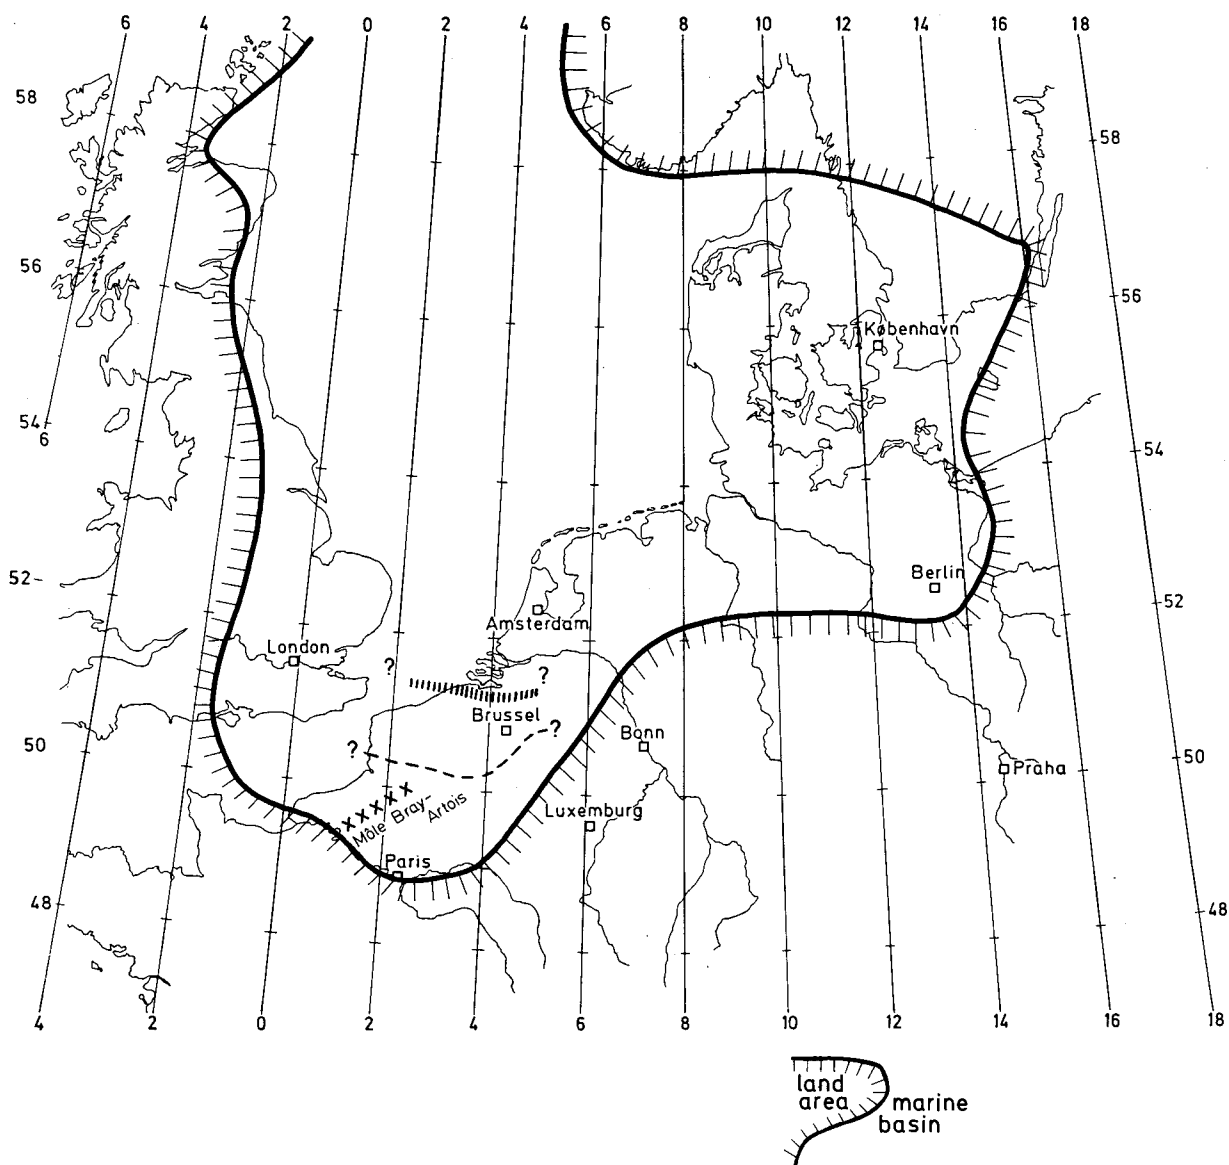 6 4 2 0 2 4 6 8 10 12 14 16 18
58
58
56
56
København
54
6
54
52
Berlin
52
Amsterdam
London
?
?
Brussel
?
?
Bonn
50
50
Praha
Môle Bray-
Artois
Luxemburg
Paris
48
48
4 2 0 2 4 6 8 10 12 14 16 18
land
area
marine
basin